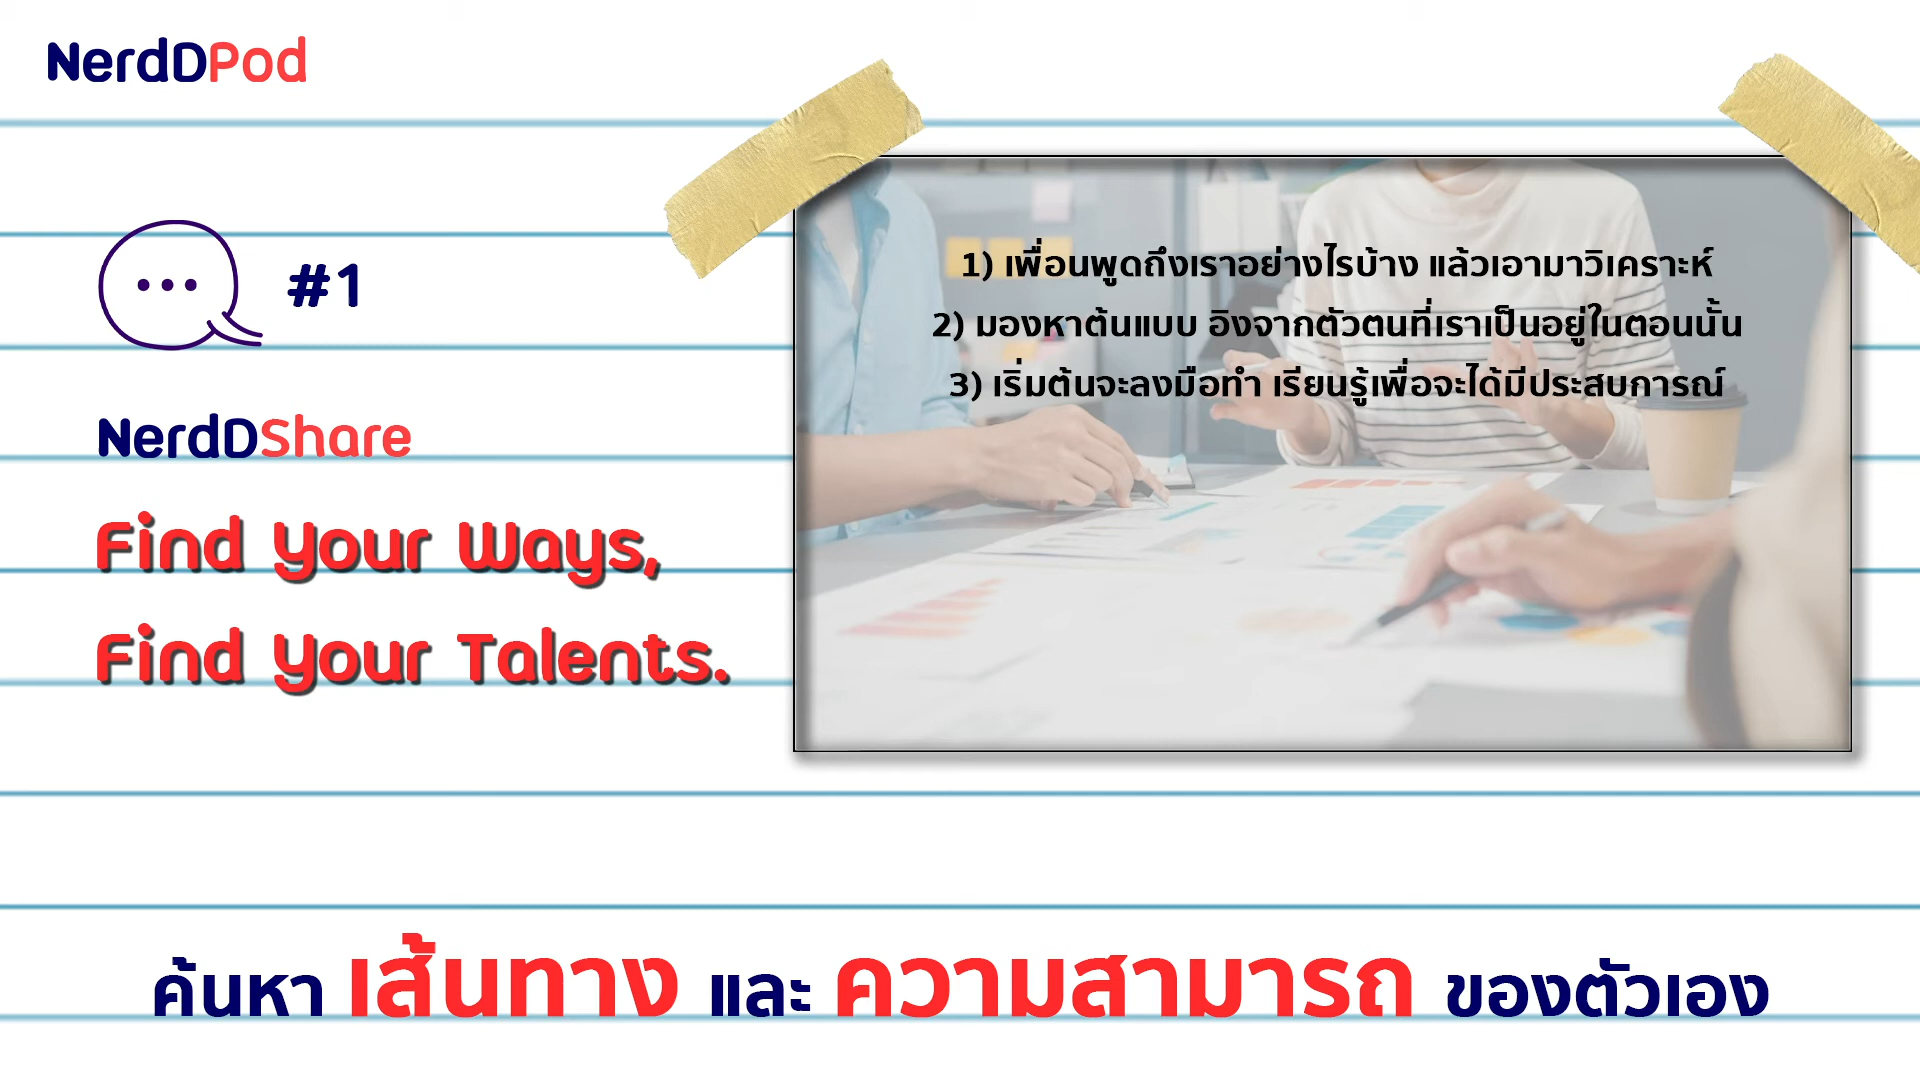 NerdDPod
#1
NerdDShare
Find Your Ways,
Find Your Talents.
1) เพื่อนพูดถึงเราอย่างไรบ้าง แล้วเอามาวิเคราะห์
2) มองหาต้นแบบ อิงจากตัวตนที่เราเป็นอยู่ในตอนนั้น
3) เริ่มต้นจะลงมือทำ เรียนรู้เพื่อจะได้มีประสบการณ์
ค้นหา เส้นทาง และ ความสามารถ ของตัวเอง